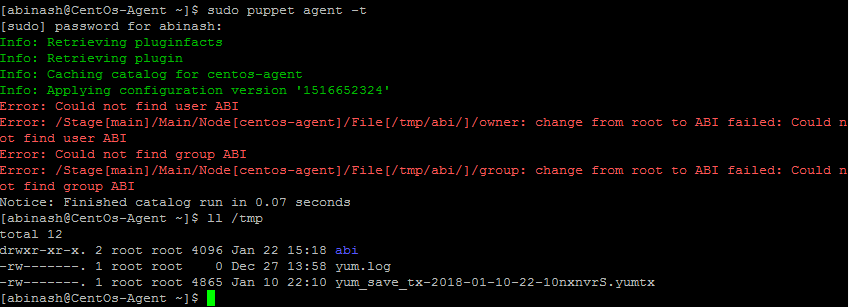 [abinash@CentOs-Agent ~]$ sudo puppet agent -t
[sudo] password for abinash:
Info: Retrieving pluginfacts
Info: Retrieving plugin
Info: Caching catalog for centos-agent
Info: Applying configuration version '1516652324'
Error: Could not find user ABI
Error: /Stage[main]/Main/Node[centos-agent]/File[/tmp/abi/]/owner: change from root to ABI failed: Could n
ot find user ABI
Error: Could not find group ABI
Error: /Stage[main]/Main/Node[centos-agent]/File[/tmp/abi/]/group: change from root to ABI failed: Could n
ot find group ABI
Notice: Finished catalog run in 0.07 seconds
[abinash@CentOs-Agent ~]$ ll /tmp
total 12
drwxr-xr-x. 2 root root 4096 Jan 22 15:18 abi
-rw-------. 1 root root    0 Dec 27 13:58 yum.log
-rw-------. 1 root root 4865 Jan 10 22:10 yum_save_tx-2018-01-10-22-10nxnvrS.yumtx
[abinash@CentOs-Agent ~]$